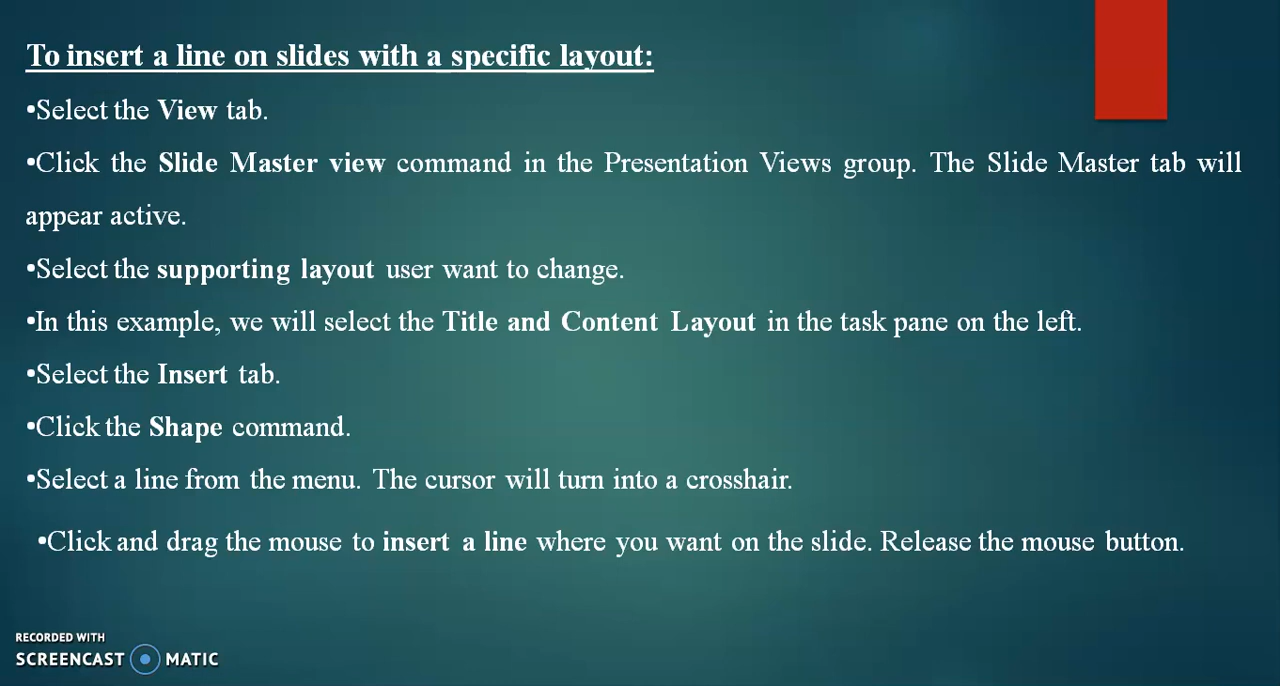 To insert a line on slides with a specific layout:
•Select the View tab.
•Click the Slide Master view command in the Presentation Views group. The Slide Master tab will
appear active.
•Select the supporting layout user want to change.
•In this example, we will select the Title and Content Layout in the task pane on the left.
•Select the Insert tab.
•Click the Shape command.
•Select a line from the menu. The cursor will turn into a crosshair.
•Click and drag the mouse to insert a line where you want on the slide. Release the mouse button.
RECORDED WITH
SCREENCAST MATIC